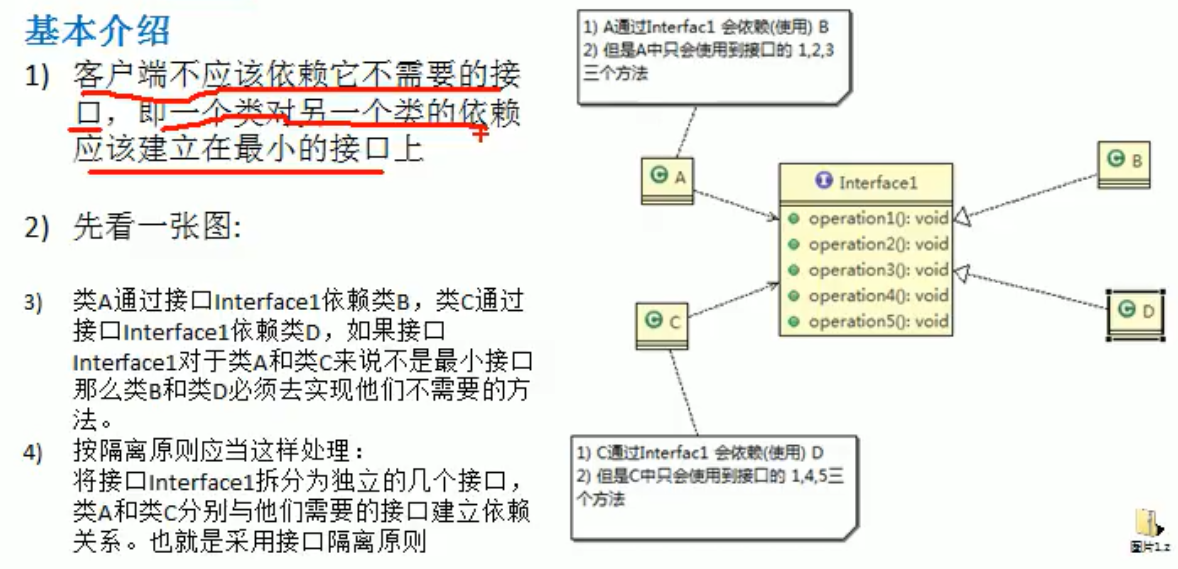 基本介绍
1) 客户端不应该依赖它不需要的接
口，即一个类对另一个类的依赖
应该建立在最小的接口上
2) 先看一张图:
3) 类A通过接口Interface1依赖类B，类C通过
接口Interface1依赖类D，如果接口
Interface1对于类A和类C来说不是最小接口
那么类B和类D必须去实现他们不需要的方
法。
4) 按隔离原则应当这样处理：
将接口Interface1拆分为独立的几个接口，
类A和类C分别与他们需要的接口建立依赖
关系。也就是采用接口隔离原则
1) A通过Interfac1 会依赖(使用) B
2) 但是A中只会使用到接口的 1,2,3
三个方法
C A
I Interface1
operation1(): void
operation2(): void
operation3(): void
operation4(): void
operation5(): void
C B
C C
C D
1) C通过Interfac1 会依赖(使用) D
2) 但是C中只会使用到接口的 1,4,5三
个方法
图片1.z